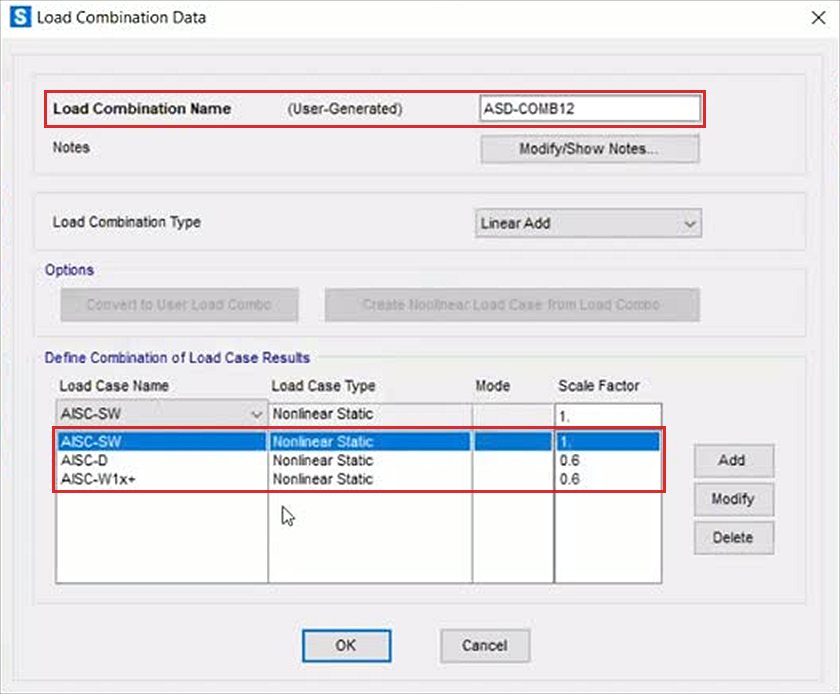 S Load Combination Data
Load Combination Name (User-Generated) ASD-COMB12
Notes Modify/Show Notes...
Load Combination Type Linear Add
Options
Convert to User Load Combo Create Nonlinear Load Case from Load Combo
Define Combination of Load Case Results
Load Case Name Load Case Type Mode Scale Factor
AISC-SW Nonlinear Static 1.
AISC-SW Nonlinear Static 1.
AISC-D Nonlinear Static 0.6
AISC-W1x+ Nonlinear Static 0.6
Add
Modify
Delete
OK Cancel